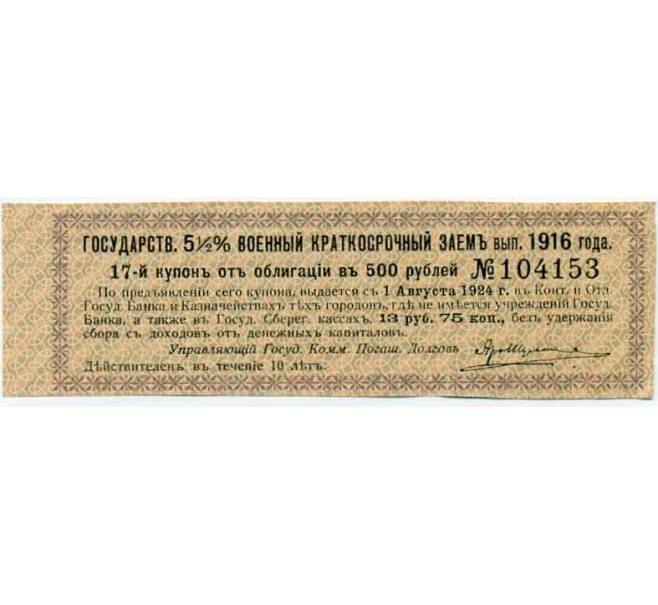 ГОСУДАРСТВ. 5½% ВОЕННЫЙ КРАТКОСРОЧНЫЙ ЗАЕМЪ вып. 1916 года.
17-й купонъ отъ облигаціи въ 500 рублей №104153
По предъявленіи сего купона, выдается съ 1 Августа 1924 г. въ Конт. и Отд.
Госуд. Банка и Казначействахъ тѣхъ городовъ, гдѣ не имѣется учрежденій Госуд.
Банка, а также въ Госуд. Сберег. кассахъ. 13 руб. 75 коп., безъ удержанія
сбора съ доходовъ отъ денежныхъ капиталовъ.
Управляющій Госуд. Комм. Погаш. Долговъ
Дѣйствителенъ въ теченіе 10 лѣтъ.